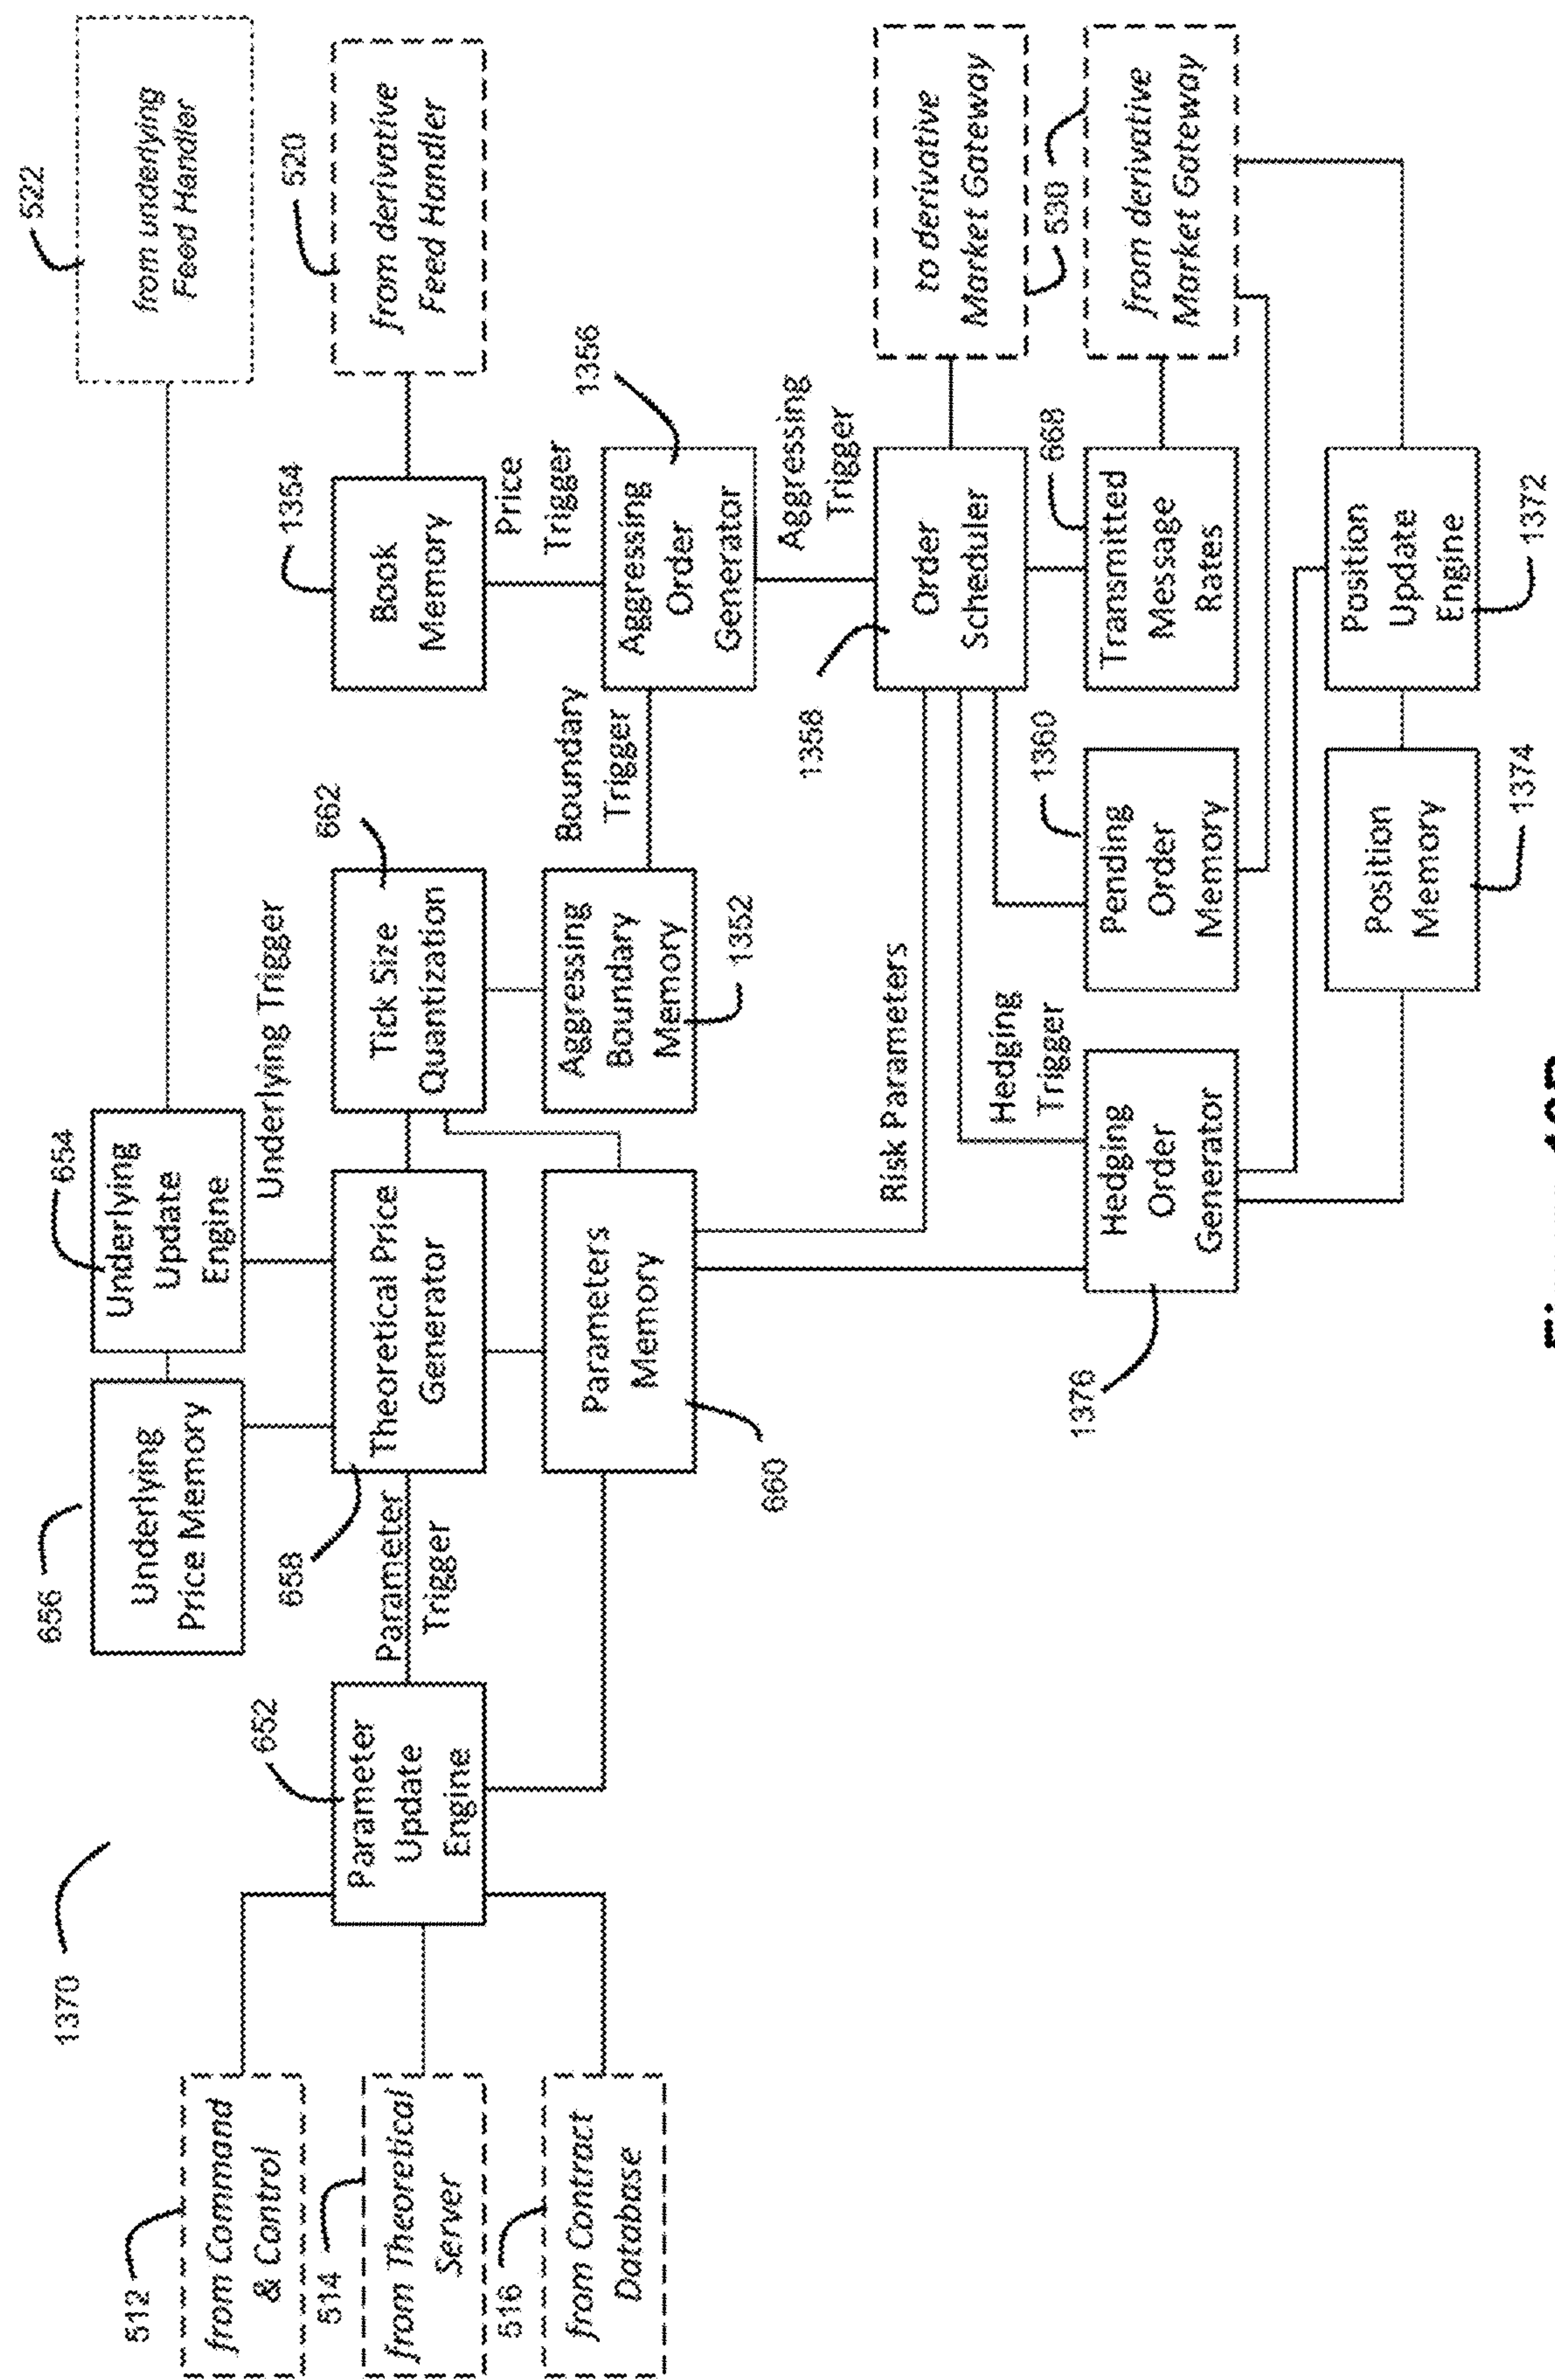 1370
656
Underlying
Price Memory
654
Underlying
Update
Engine
522
from underlying
Feed Handler
512
from Command
& Control
514
from Theoretical
Server
516
from Contract
Database
652
Parameter
Update
Engine
Parameter
Trigger
658
Theoretical Price
Generator
Underlying Trigger
662
Tick Size
Quantization
1354
Book
Memory
520
from derivative
Feed Handler
Price
Trigger
660
Parameters
Memory
Aggressing
Boundary
Memory
1352
Boundary
Trigger
1356
Aggressing
Order
Generator
Aggressing
Trigger
1358
Risk Parameters
Order
Scheduler
to derivative
Market Gateway
530
Hedging
Trigger
1376
Hedging
Order
Generator
1360
Pending
Order
Memory
668
Transmitted
Message
Rates
from derivative
Market Gateway
Position
Memory
1374
Position
Update
Engine
1372